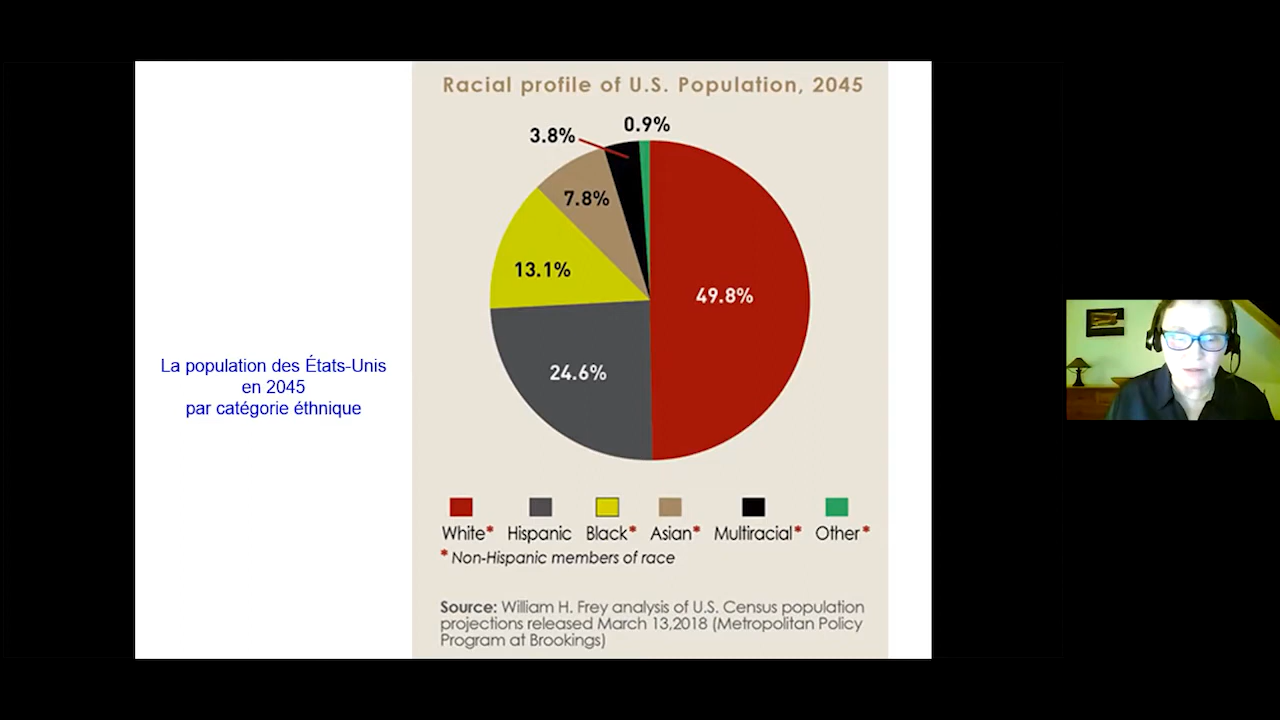 Racial profile of U.S. Population, 2045
0.9%
3.8%
7.8%
13.1%
49.8%
24.6%
La population des États-Unis
en 2045
par catégorie éthnique
White* Hispanic Black* Asian* Multiracial* Other*
* Non-Hispanic members of race
Source: William H. Frey analysis of U.S. Census population
projections released March 13,2018 (Metropolitan Policy
Program at Brookings)